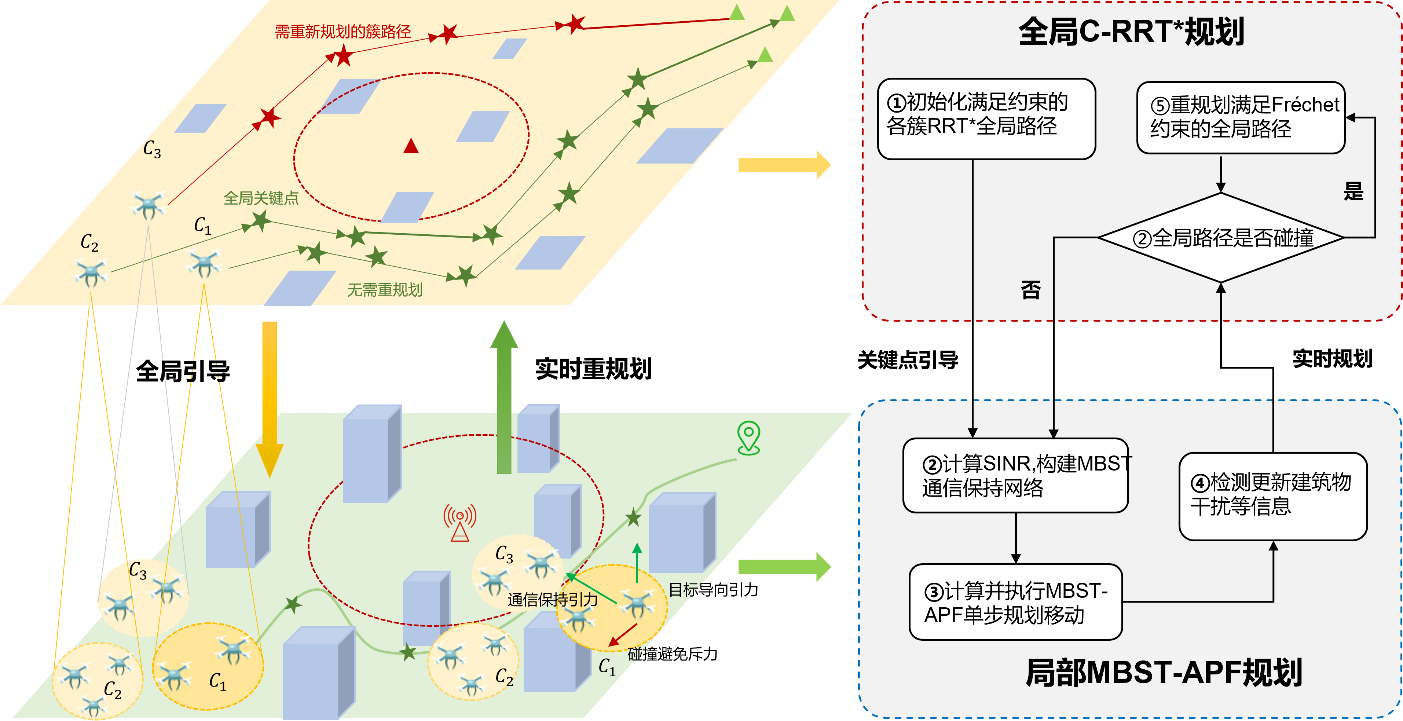 需重新规划的簇路径
C3
全局关键点
C2
C1
无需重规划
全局引导
实时重规划
C3
C3
通信保持引力
目标导向引力
碰撞避免斥力
C2
C1
C2
C1
全局C-RRT*规划
①初始化满足约束的
各簇RRT*全局路径
⑤重规划满足Fréchet
约束的全局路径
是
②全局路径是否碰撞
否
关键点引导
实时规划
②计算SINR,构建MBST
通信保持网络
④检测更新建筑物
干扰等信息
③计算并执行MBST-
APF单步规划移动
局部MBST-APF规划